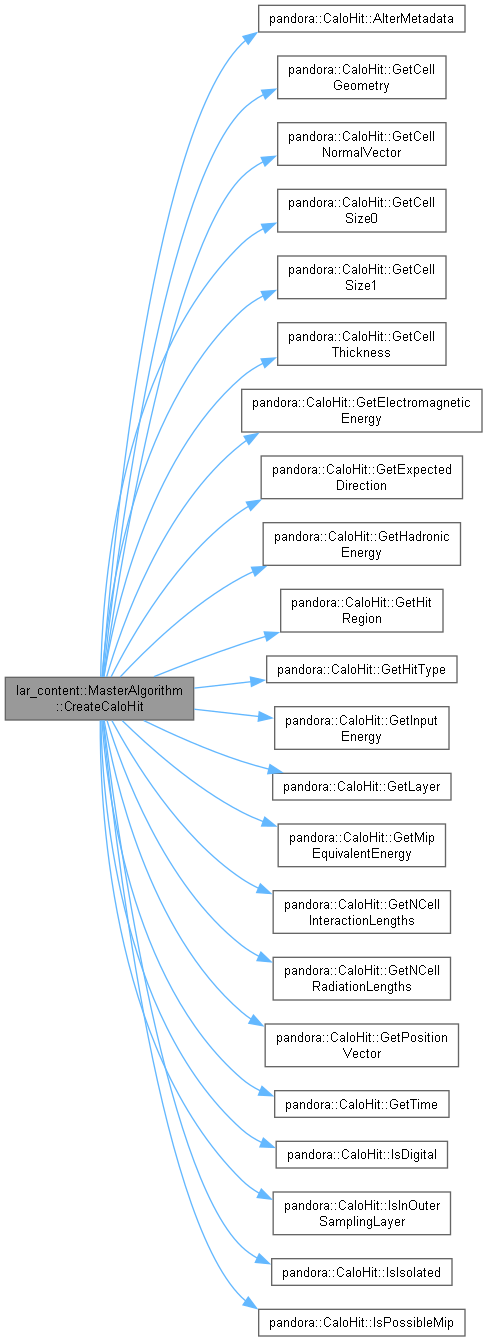 pandora::CaloHit::AlterMetadata
pandora::CaloHit::GetCell
Geometry
pandora::CaloHit::GetCell
NormalVector
pandora::CaloHit::GetCell
Size0
pandora::CaloHit::GetCell
Size1
pandora::CaloHit::GetCell
Thickness
pandora::CaloHit::GetElectromagnetic
Energy
pandora::CaloHit::GetExpected
Direction
pandora::CaloHit::GetHadronic
Energy
pandora::CaloHit::GetHit
Region
lar_content::MasterAlgorithm
::CreateCaloHit
pandora::CaloHit::GetHitType
pandora::CaloHit::GetInput
Energy
pandora::CaloHit::GetLayer
pandora::CaloHit::GetMip
EquivalentEnergy
pandora::CaloHit::GetNCell
InteractionLengths
pandora::CaloHit::GetNCell
RadiationLengths
pandora::CaloHit::GetPosition
Vector
pandora::CaloHit::GetTime
pandora::CaloHit::IsDigital
pandora::CaloHit::IsInOuter
SamplingLayer
pandora::CaloHit::IsIsolated
pandora::CaloHit::IsPossibleMip